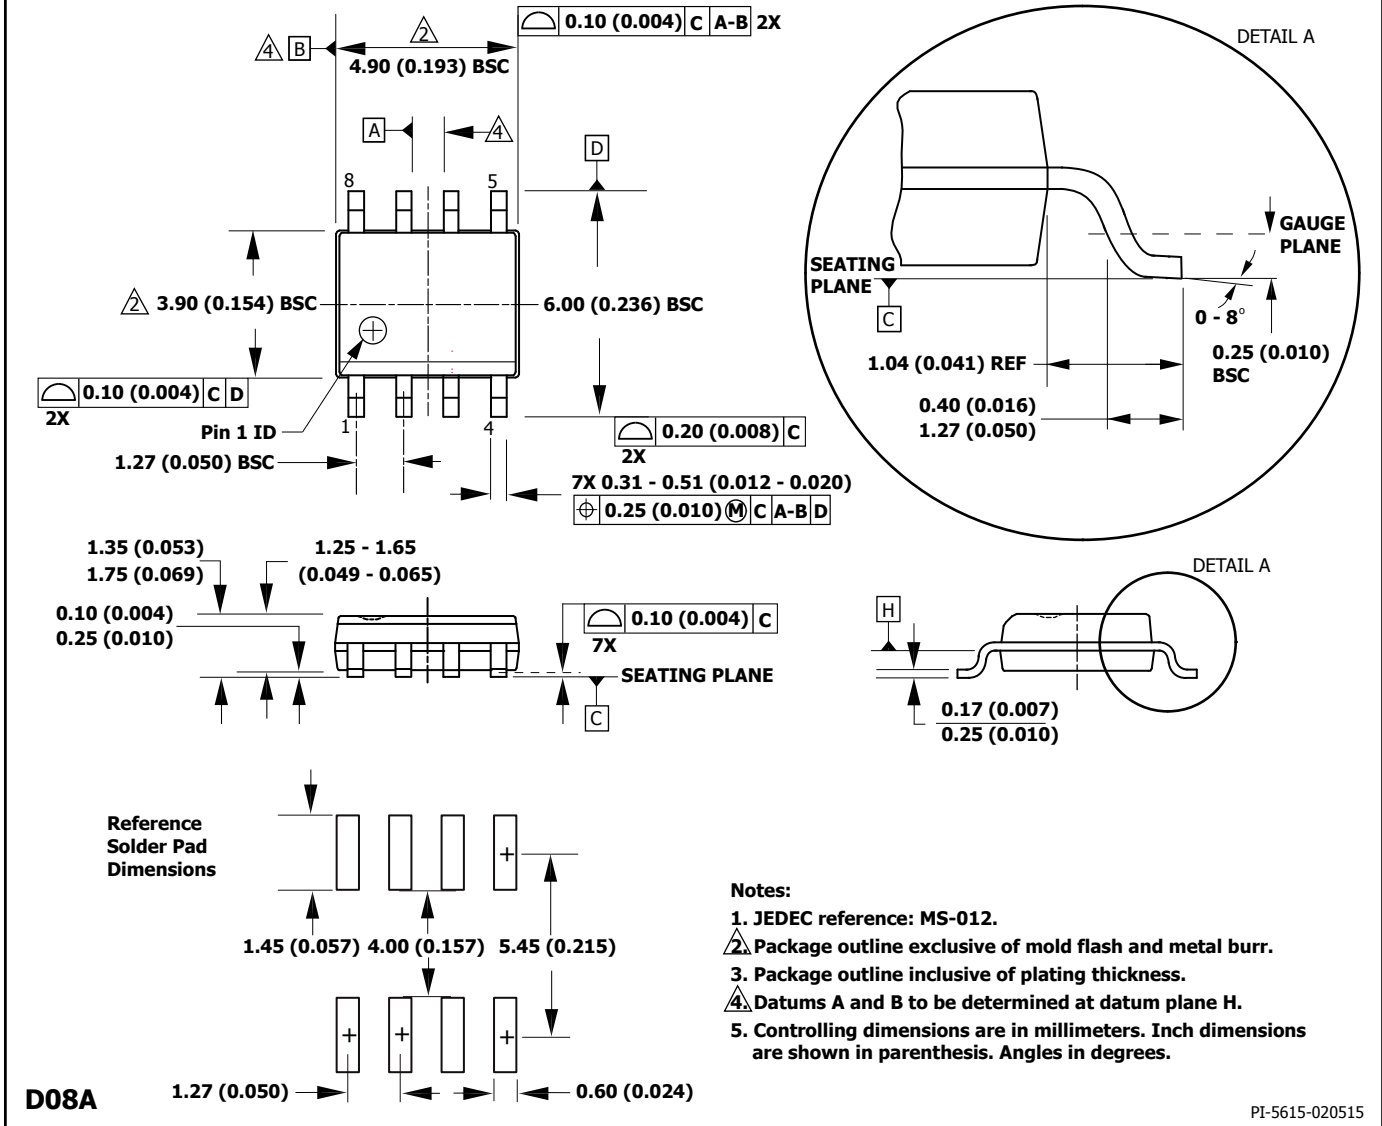 0.10 (0.004) C A-B 2X
DETAIL A
2
4 B
4.90 (0.193) BSC
A 4
D
8 5
GAUGE
PLANE
SEATING
PLANE
C
2 3.90 (0.154) BSC
6.00 (0.236) BSC
0 - 8°
0.25 (0.010)
BSC
1.04 (0.041) REF
0.10 (0.004) C D
2X
0.40 (0.016)
1.27 (0.050)
Pin 1 ID
1 4
0.20 (0.008) C
2X
1.27 (0.050) BSC
7X 0.31 - 0.51 (0.012 - 0.020)
0.25 (0.010) M C A-B D
1.35 (0.053)
1.75 (0.069)
1.25 - 1.65
(0.049 - 0.065)
DETAIL A
0.10 (0.004)
0.25 (0.010)
0.10 (0.004) C
7X
H
SEATING PLANE
C
0.17 (0.007)
0.25 (0.010)
Reference
Solder Pad
Dimensions
1.45 (0.057) 4.00 (0.157) 5.45 (0.215)
1.27 (0.050)
0.60 (0.024)
Notes:
1. JEDEC reference: MS-012.
2. Package outline exclusive of mold flash and metal burr.
3. Package outline inclusive of plating thickness.
4. Datums A and B to be determined at datum plane H.
5. Controlling dimensions are in millimeters. Inch dimensions
are shown in parenthesis. Angles in degrees.
D08A
PI-5615-020515